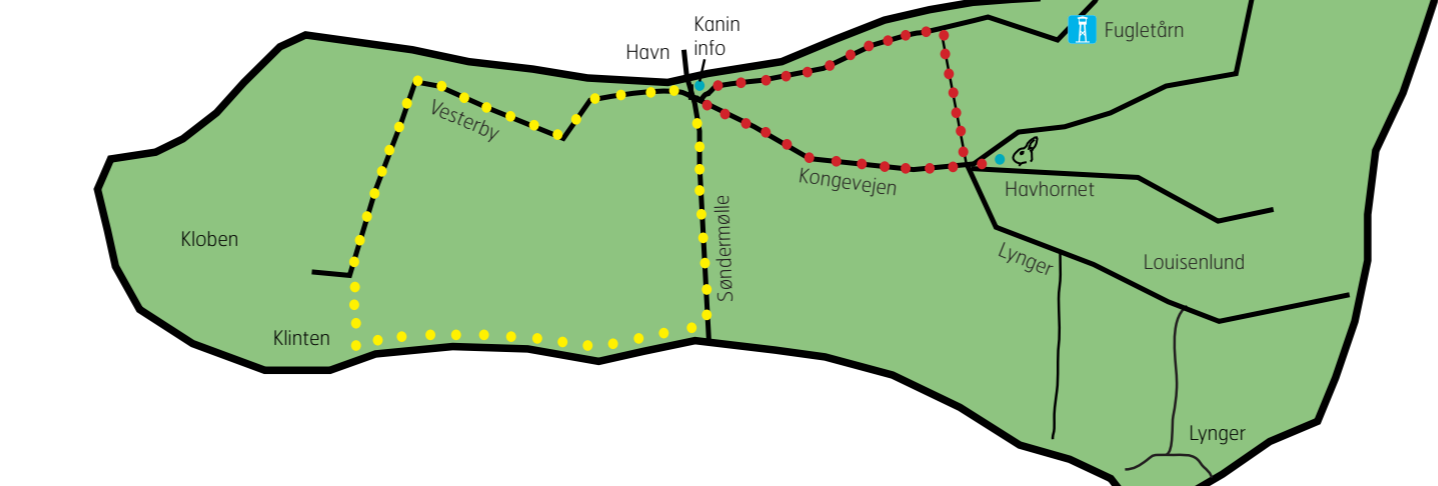 Kanin
info
Havn
Fugletårn
Vesterby
Kongevejen
Havhornet
Søndermølle
Kloben
Lynger
Louisenlund
Klinten
Lynger